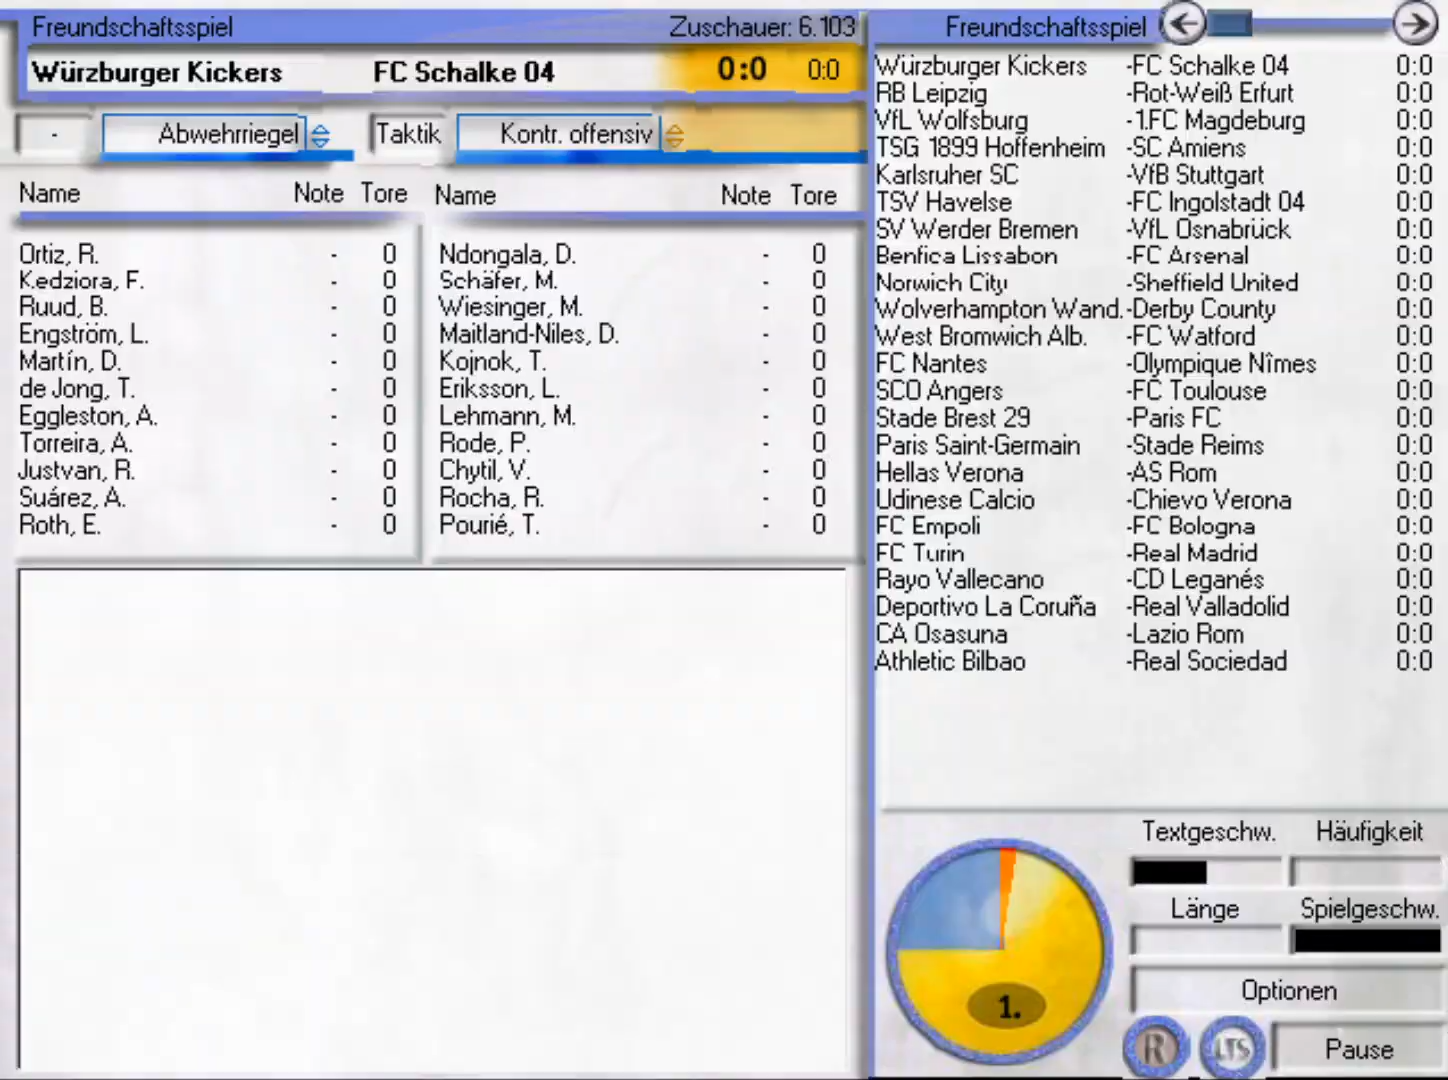 Freundschaftsspiel Zuschauer: 6.103
Würzburger Kickers FC Schalke 04 0:0 0:0
- Abwehrriegel Taktik Kontr. offensiv
Name Note Tore
Ortiz, R. - 0
Kedziora, F. - 0
Ruud, B. - 0
Engström, L. - 0
Martín, D. - 0
de Jong, T. - 0
Eggleston, A. - 0
Torreira, A. - 0
Justvan, R. - 0
Suárez, A. - 0
Roth, E. - 0
Name Note Tore
Ndongala, D. - 0
Schäfer, M. - 0
Wiesinger, M. - 0
Maitland-Niles, D. - 0
Kojnok, T. - 0
Eriksson, L. - 0
Lehmann, M. - 0
Rode, P. - 0
Chytil, V. - 0
Rocha, R. - 0
Pourié, T. - 0
Freundschaftsspiel
Würzburger Kickers -FC Schalke 04 0:0
RB Leipzig -Rot-Weiß Erfurt 0:0
VfL Wolfsburg -1.FC Magdeburg 0:0
TSG 1899 Hoffenheim -SC Amiens 0:0
Karlsruher SC -VfB Stuttgart 0:0
TSV Havelse -FC Ingolstadt 04 0:0
SV Werder Bremen -VfL Osnabrück 0:0
Benfica Lissabon -FC Arsenal 0:0
Norwich City -Sheffield United 0:0
Wolverhampton Wand. -Derby County 0:0
West Bromwich Alb. -FC Watford 0:0
FC Nantes -Olympique Nîmes 0:0
SCO Angers -FC Toulouse 0:0
Stade Brest 29 -Paris FC 0:0
Paris Saint-Germain -Stade Reims 0:0
Hellas Verona -AS Rom 0:0
Udinese Calcio -Chievo Verona 0:0
FC Empoli -FC Bologna 0:0
FC Turin -Real Madrid 0:0
Rayo Vallecano -CD Leganés 0:0
Deportivo La Coruña -Real Valladolid 0:0
CA Osasuna -Lazio Rom 0:0
Athletic Bilbao -Real Sociedad 0:0
Textgeschw. Häufigkeit
Länge Spielgeschw.
Optionen
1.
R LTS Pause